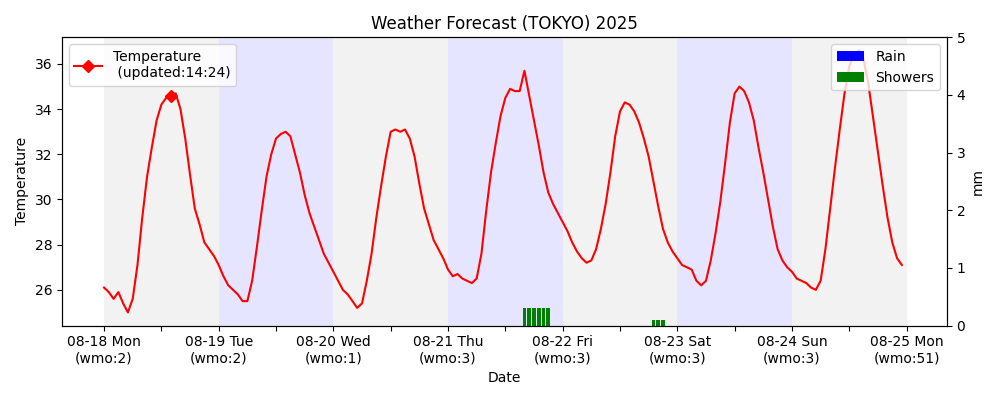 Weather Forecast (TOKYO) 2025
Temperature
(updated:14:24)
Rain
Showers
Temperature
36
34
32
30
28
26
5
4
3
2
1
0
mm
08-18 Mon
(wmo:2)
08-19 Tue
(wmo:2)
08-20 Wed
(wmo:1)
08-21 Thu
(wmo:3)
08-22 Fri
(wmo:3)
08-23 Sat
(wmo:3)
08-24 Sun
(wmo:3)
08-25 Mon
(wmo:51)
Date